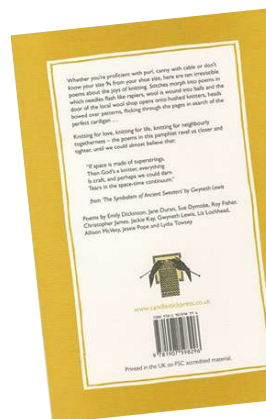 Whether you're proficient with purl, canny with cable or don't
know your size 9s from your shoe size, here are ten irresistible
poems about the joys of knitting. Stitches morph into poems in
which needles flash like rapiers, wool is wound into balls and the
door of the local wool shop opens onto hushed knitters, heads
bowed over patterns, flicking through the pages in search of the
perfect cardigan ...
Knitting for love, knitting for life, knitting for neighbourly
togetherness – the poems in this pamphlet revel us closer and
tighter, until we could almost believe that:
"If space is made of superstrings,
Then God's a knitter, everything
Is craft, and perhaps we could darn
Tears in the space-time continuum."
from 'The Symbolism of Ancient Sweaters' by Gwyneth Lewis
Poems by Emily Dickinson, Jane Duran, Sue Dymoke, Roy Fisher,
Christopher James, Jackie Kay, Gwyneth Lewis, Liz Lochhead,
Allison McVety, Jessie Pope and Lydia Towsey.
www.candlestickpress.co.uk
9 781907 598296
Printed in the UK on FSC accredited material.